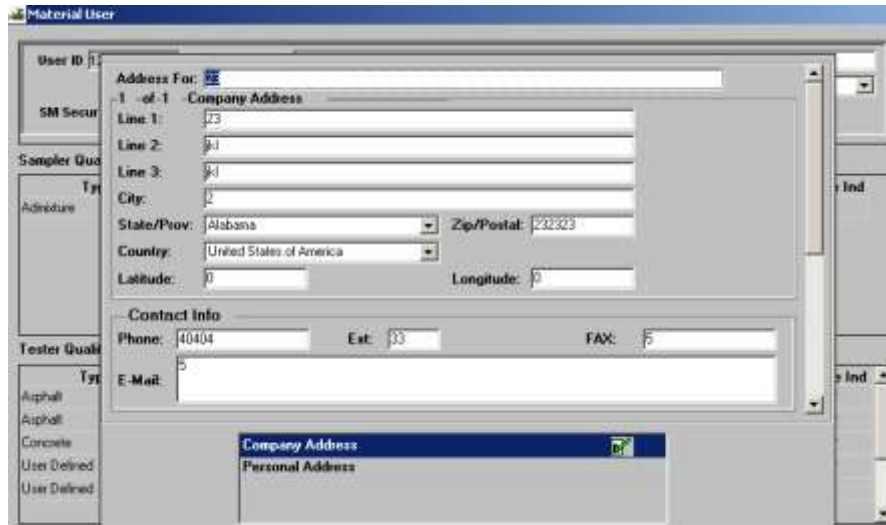 Material User
User ID
Address For:
1 -of- 1 -Company Address
SM Secur
Line 1: 23
Line 2: jkl
Line 3: jkl
Sampler Qua
City: 2
Ty e Ind
Admixture
State/Prov: Alabama Zip/Postal: 232323
Country: United States of America
Latitude: 0 Longitude: 0
Contact Info
Phone: 40404 Ext: 33 FAX: 5
Tester Quali
E-Mail: 5
Typ e Ind
Asphalt
Asphalt
Concrete
Company Address
User Defined
Personal Address
User Defined